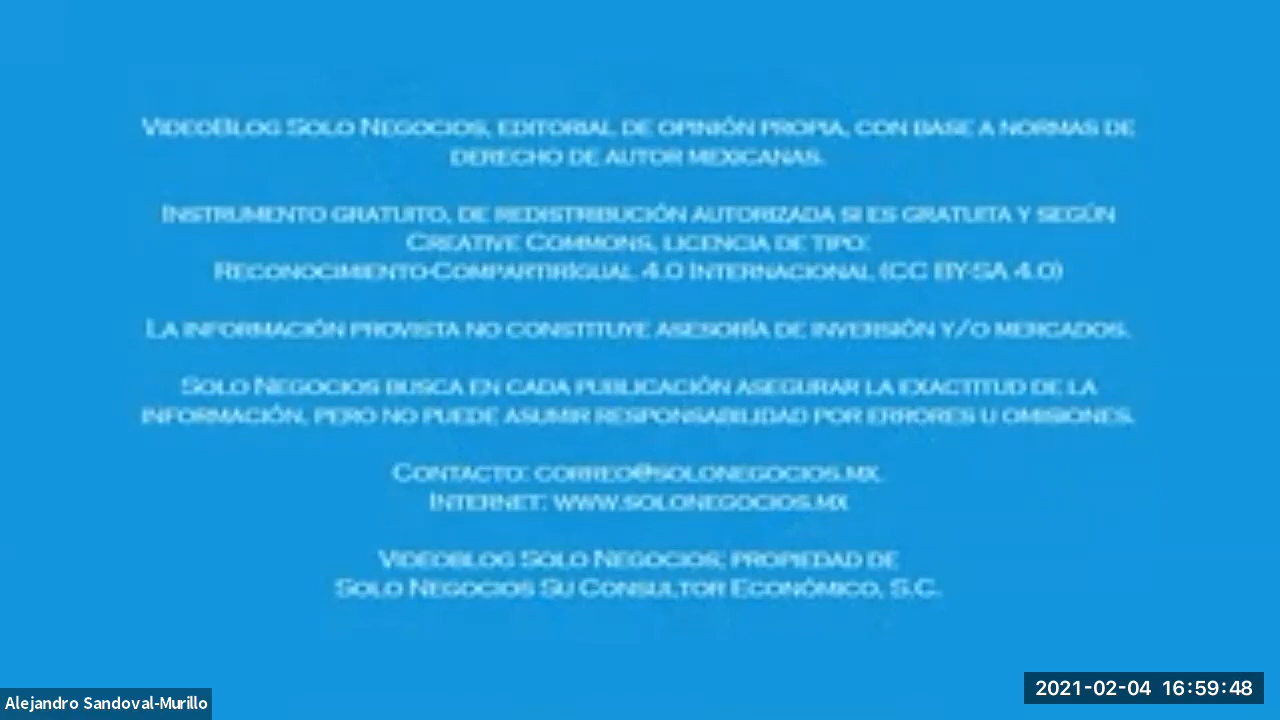 VideoBlog Solo Negocios, editorial de opinión propia, con base a normas de
derecho de autor mexicanas.
Instrumento gratuito, de redistribución autorizada si es gratuita y según
Creative Commons, licencia de tipo:
Reconocimiento-CompartirIgual 4.0 Internacional (CC BY-SA 4.0)
La información provista no constituye asesoría de inversión y/o mercados.
Solo Negocios busca en cada publicación asegurar la exactitud de la
información, pero no puede asumir responsabilidad por errores u omisiones.
Contacto: correo@solonegocios.mx
Internet: www.solonegocios.mx
Videoblog Solo Negocios; propiedad de
Solo Negocios Su Consultor Económico, S.C.
Alejandro Sandoval-Murillo
2021-02-04 16:59:48